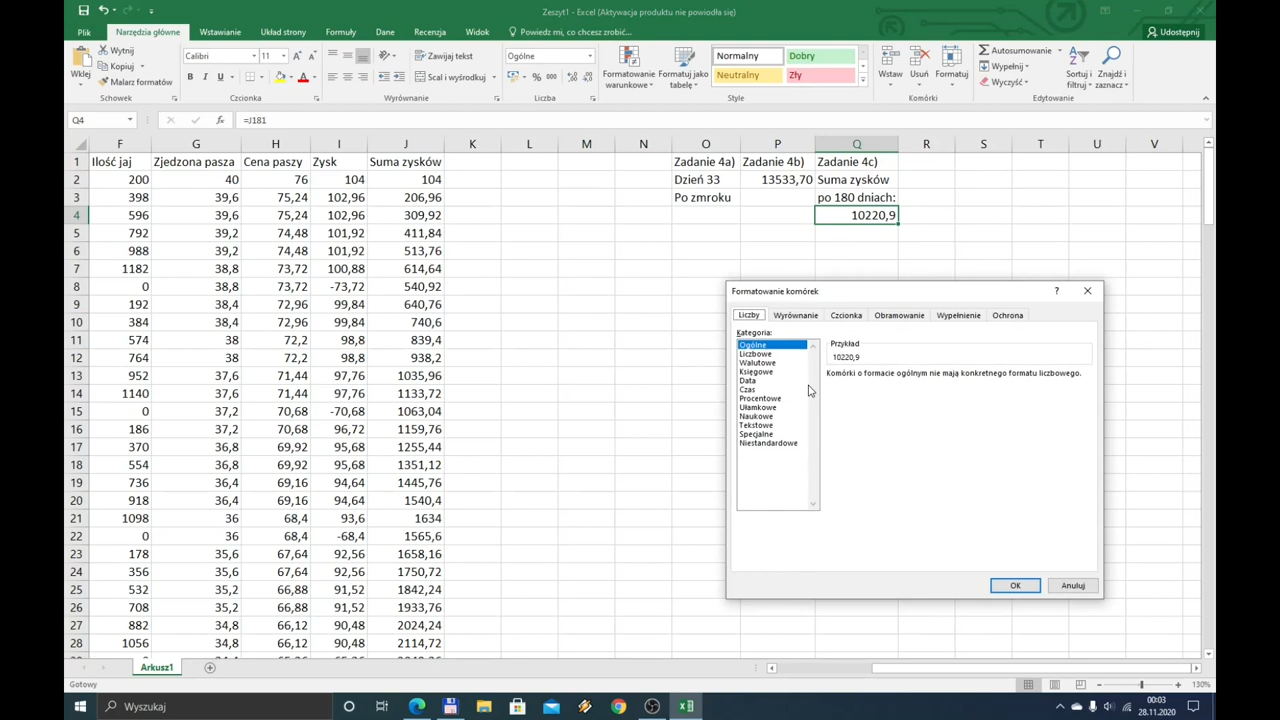 Zeszyt1 - Excel (Aktywacja produktu nie powiodła się)
Plik Narzędzia główne Wstawianie Układ strony Formuły Dane Recenzja Widok Powiedz mi, co chcesz zrobić... Udostępnij
Wklej
Wytnij
Kopiuj
Malarz formatów
Schowek
Calibri 11
Czcionka
Zawijaj tekst
Scal i wyśrodkuj
Wyrównanie
Ogólne
Liczba
Formatowanie warunkowe
Formatuj jako tabelę
Normalny Dobry
Neutralny Zły
Style
Wstaw Usuń Formatuj
Komórki
Autosumowanie
Wypełnij
Wyczyść
Sortuj i filtruj
Znajdź i zaznacz
Edytowanie
Q4 fx =J181
F G H I J K L M N O P Q R S T U V
1 Ilość jaj Zjedzona pasza Cena paszy Zysk Suma zysków Zadanie 4a) Zadanie 4b) Zadanie 4c)
2 200 40 76 104 104 Dzień 33 13533,70 Suma zysków
3 398 39,6 75,24 102,96 206,96 Po zmroku po 180 dniach:
4 596 39,6 75,24 102,96 309,92 10220,9
5 792 39,2 74,48 101,92 411,84
6 988 39,2 74,48 101,92 513,76
7 1182 38,8 73,72 100,88 614,64
8 0 38,8 73,72 -73,72 540,92
9 192 38,4 72,96 99,84 640,76
10 384 38,4 72,96 99,84 740,6
11 574 38 72,2 98,8 839,4
12 764 38 72,2 98,8 938,2
13 952 37,6 71,44 97,76 1035,96
14 1140 37,6 71,44 97,76 1133,72
15 0 37,2 70,68 -70,68 1063,04
16 186 37,2 70,68 96,72 1159,76
17 370 36,8 69,92 95,68 1255,44
18 554 36,8 69,92 95,68 1351,12
19 736 36,4 69,16 94,64 1445,76
20 918 36,4 69,16 94,64 1540,4
21 1098 36 68,4 93,6 1634
22 0 36 68,4 -68,4 1565,6
23 178 35,6 67,64 92,56 1658,16
24 356 35,6 67,64 92,56 1750,72
25 532 35,2 66,88 91,52 1842,24
26 708 35,2 66,88 91,52 1933,76
27 882 34,8 66,12 90,48 2024,24
28 1056 34,8 66,12 90,48 2114,72
Formatowanie komórek ?
Liczby Wyrównanie Czcionka Obramowanie Wypełnienie Ochrona
Kategoria:
Ogólne
Liczbowe
Walutowe
Księgowe
Data
Czas
Procentowe
Ułamkowe
Naukowe
Tekstowe
Specjalne
Niestandardowe
Przykład
10220,9
Komórki o formacie ogólnym nie mają konkretnego formatu liczbowego.
OK Anuluj
Arkusz1
Gotowy 130%
Wyszukaj
00:03
28.11.2020